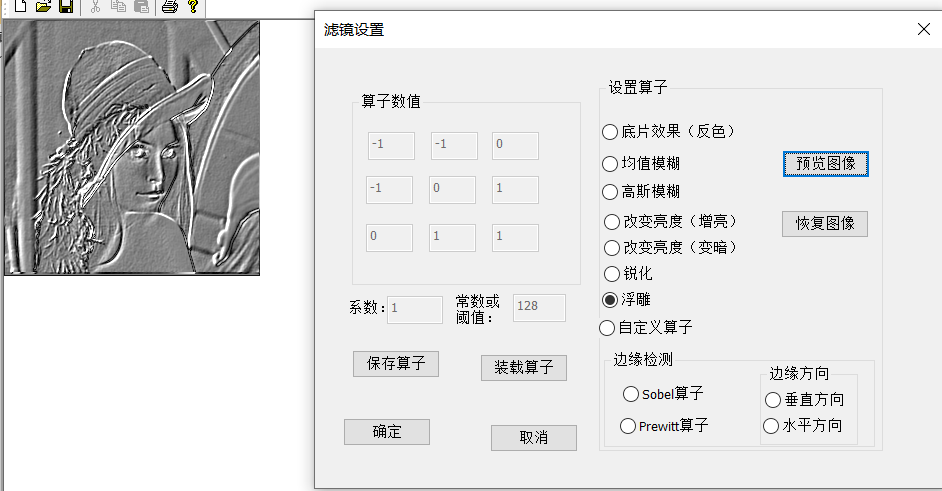 滤镜设置
算子数值
-1 -1 0
-1 0 1
0 1 1
系数：1
常数或
阈值：
128
保存算子
装载算子
确定
取消
设置算子
底片效果（反色）
均值模糊
高斯模糊
改变亮度（增亮）
改变亮度（变暗）
锐化
浮雕
自定义算子
预览图像
恢复图像
边缘检测
Sobel算子
Prewitt算子
边缘方向
垂直方向
水平方向